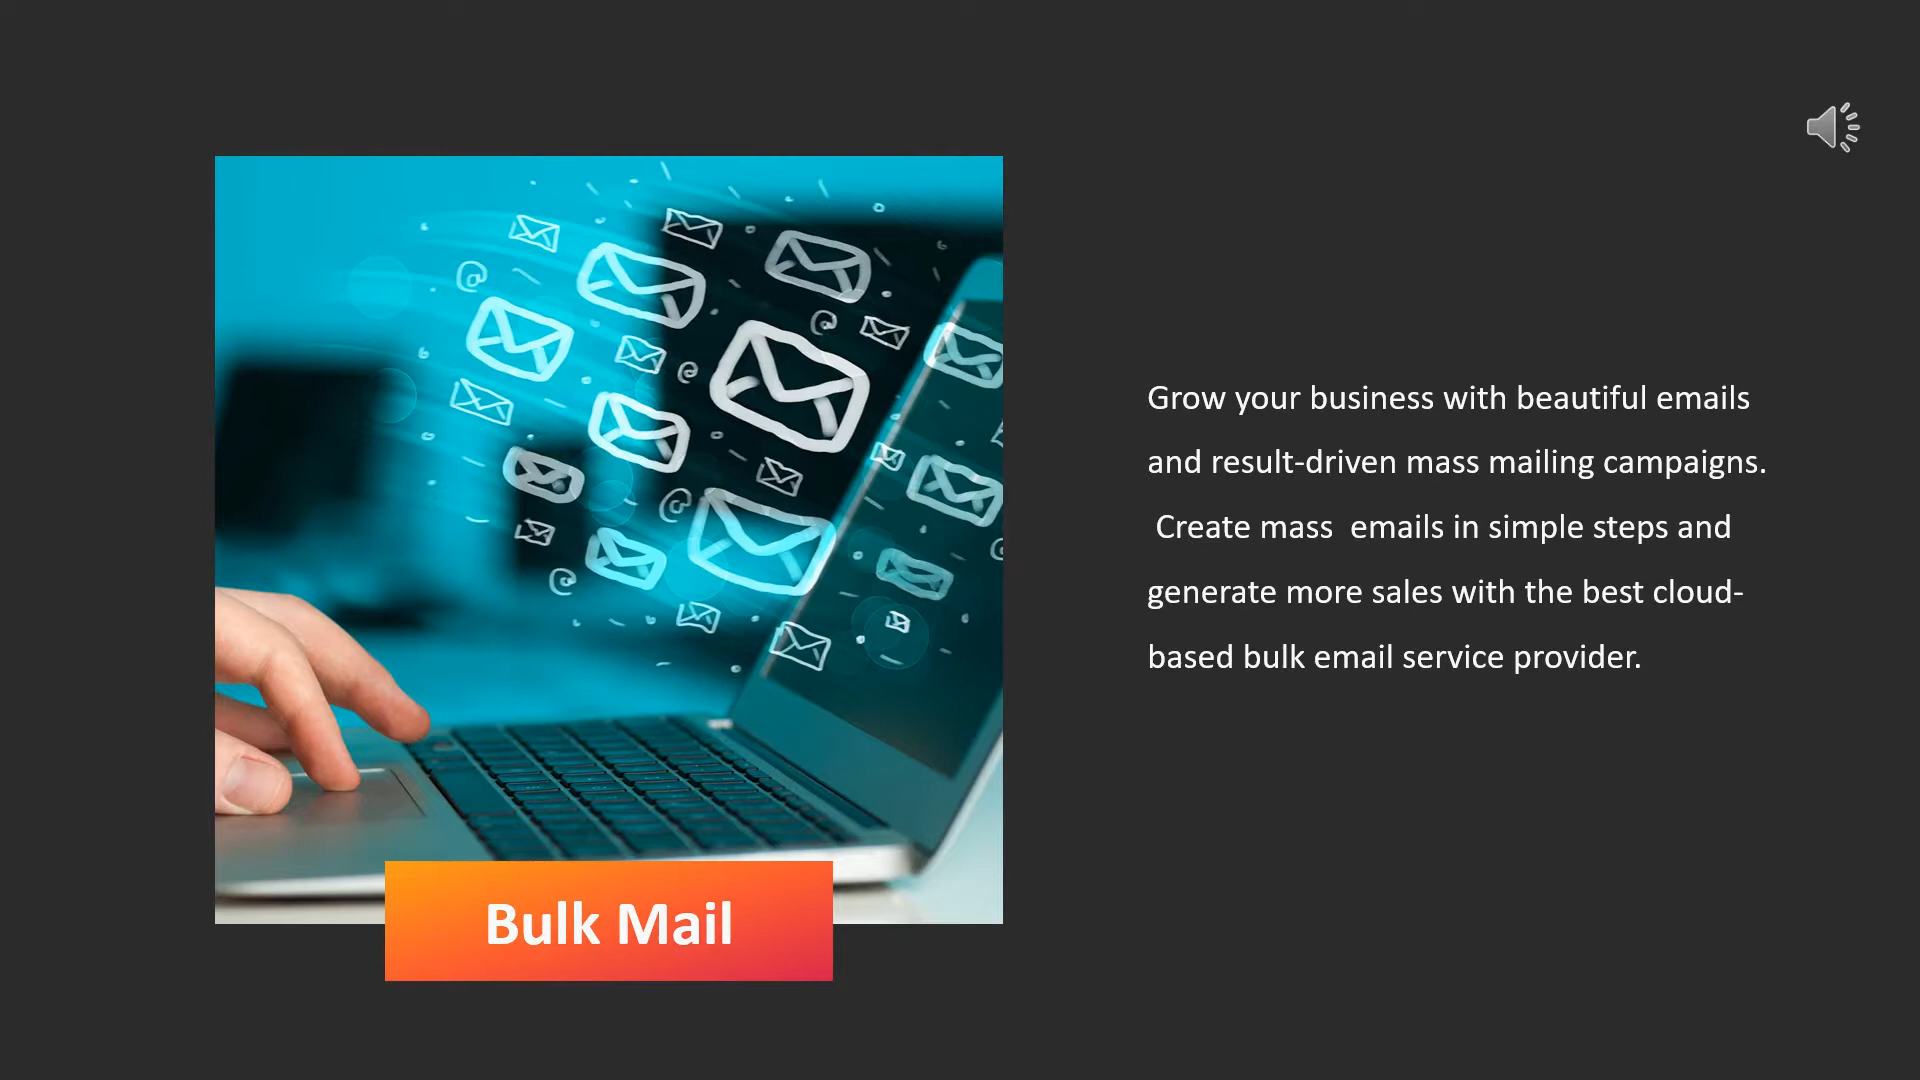 Grow your business with beautiful emails
and result-driven mass mailing campaigns.
Create mass  emails in simple steps and
generate more sales with the best cloud-
based bulk email service provider.
Bulk Mail